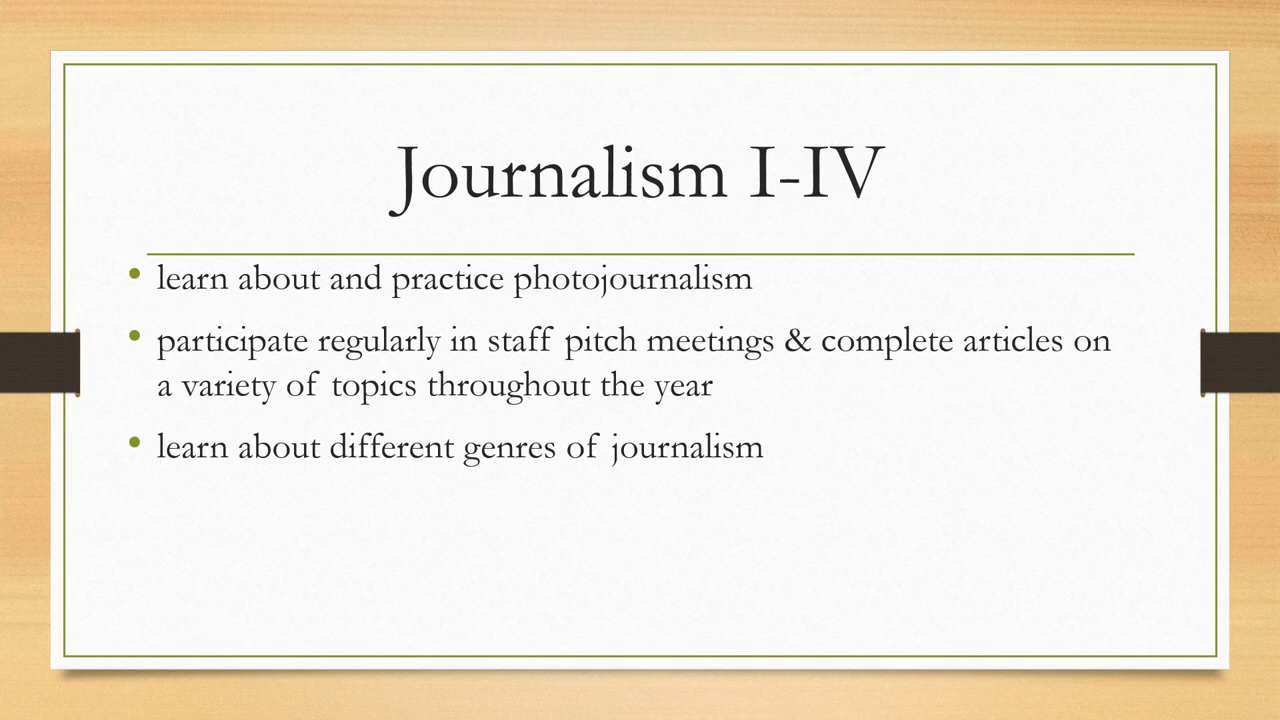 Journalism I-IV
• learn about and practice photojournalism
• participate regularly in staff pitch meetings & complete articles on
a variety of topics throughout the year
• learn about different genres of journalism